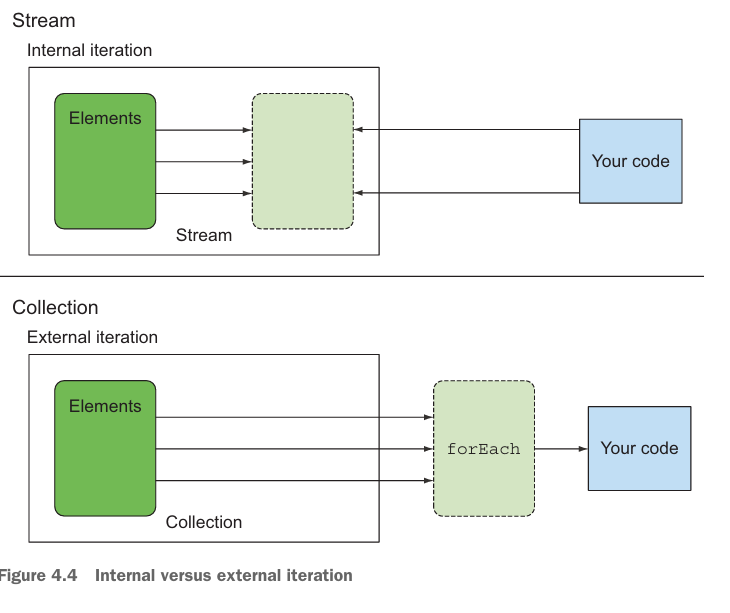 Stream
Internal iteration
Elements
Your code
Stream
Collection
External iteration
Elements
forEach
Your code
Collection
Figure 4.4 Internal versus external iteration